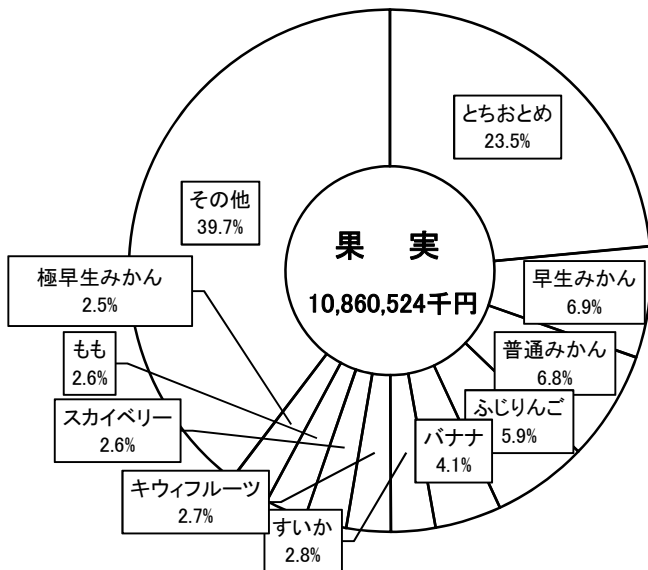 果 実
10,860,524千円
とちおとめ
23.5%
早生みかん
6.9%
普通みかん
6.8%
ふじりんご
5.9%
バナナ
4.1%
すいか
2.8%
キウィフルーツ
2.7%
スカイベリー
2.6%
もも
2.6%
極早生みかん
2.5%
その他
39.7%